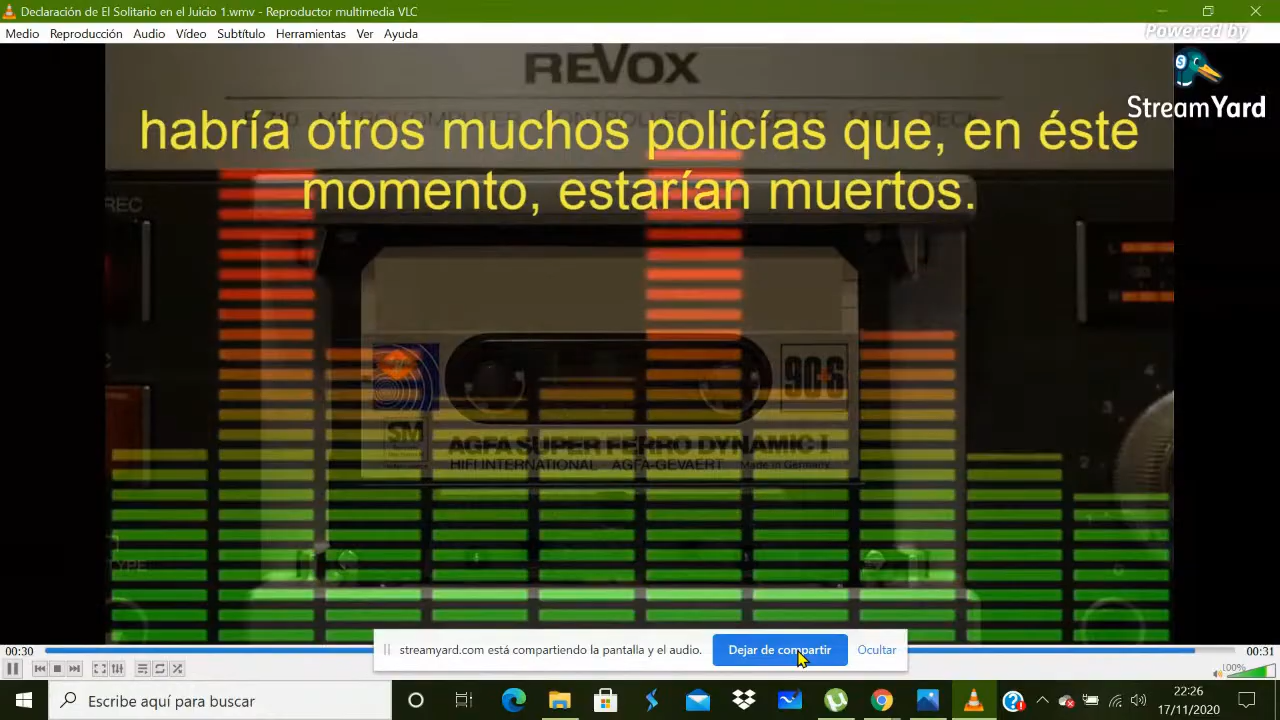 Declaración de El Solitario en el Juicio 1.wmv - Reproductor multimedia VLC
Medio Reproducción Audio Vídeo Subtítulo Herramientas Ver Ayuda
Powered by
StreamYard
REVOX
habría otros muchos policías que, en éste
momento, estarían muertos.
REC
90+6
SM
AGFA SUPER FERRO DYNAMIC I
HIFI INTERNATIONAL AGFA-GEVAERT Made in Germany
00:30
streamyard.com está compartiendo la pantalla y el audio.
Dejar de compartir
Ocultar
00:31
100%
Escribe aquí para buscar
22:26
17/11/2020